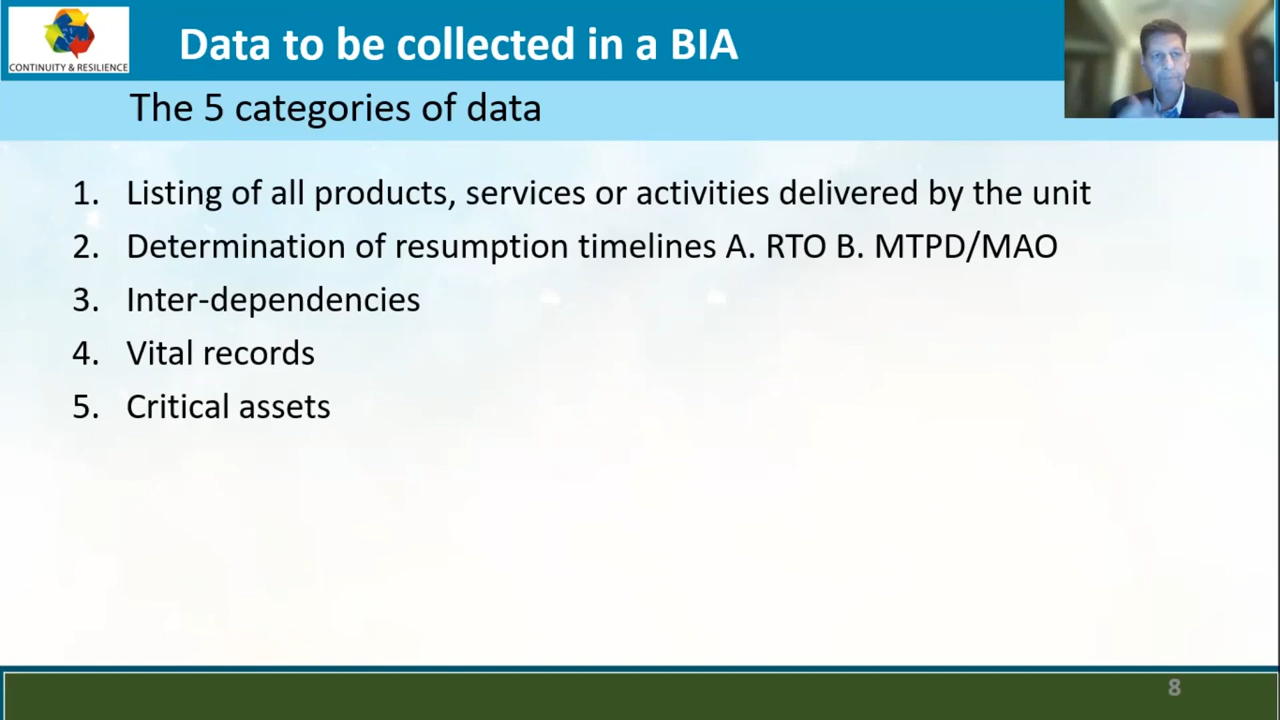 CONTINUITY & RESILIENCE
Data to be collected in a BIA
The 5 categories of data
1. Listing of all products, services or activities delivered by the unit
2. Determination of resumption timelines A. RTO B. MTPD/MAO
3. Inter-dependencies
4. Vital records
5. Critical assets
8